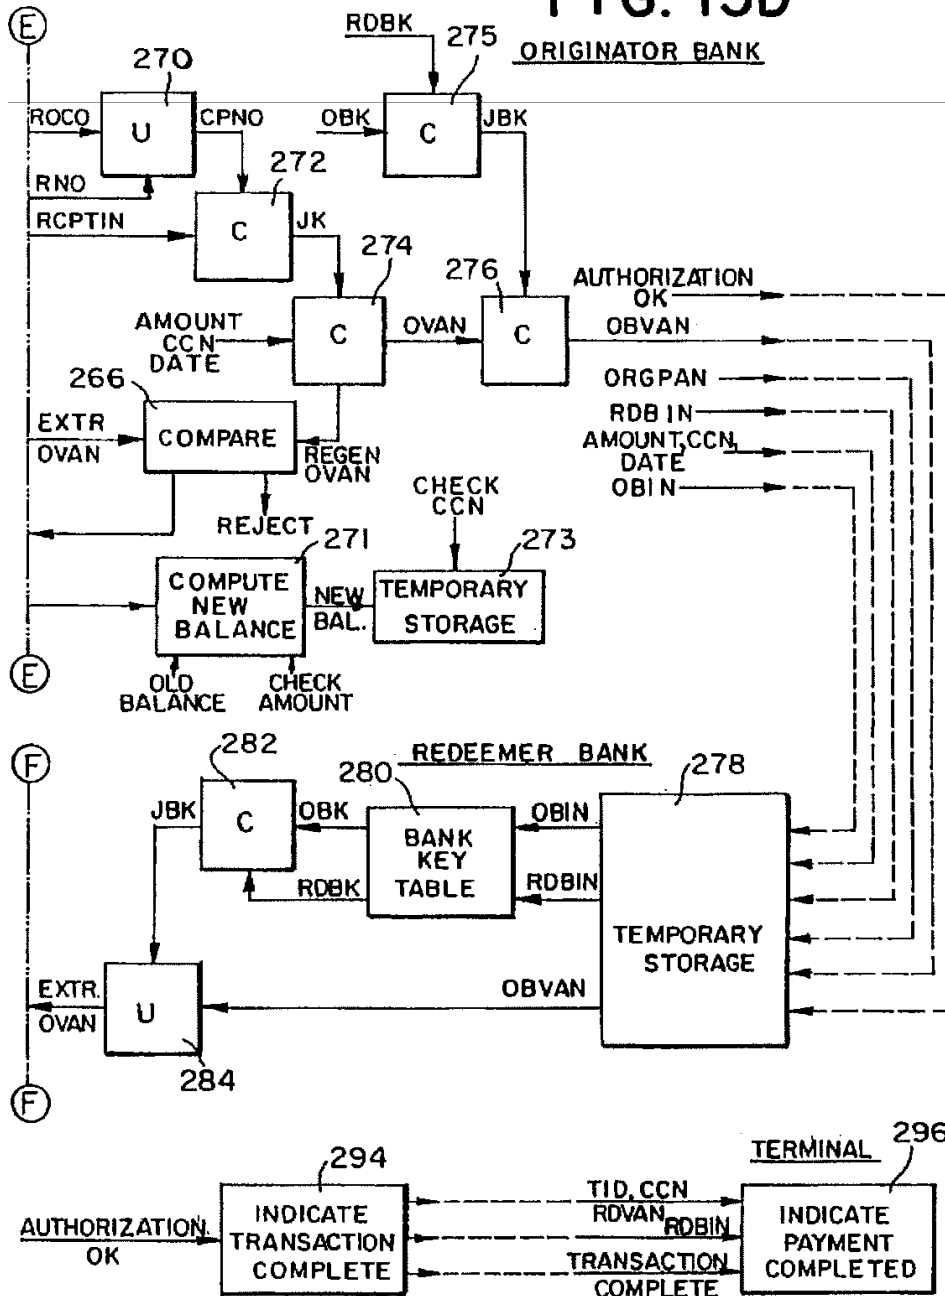 FIG. 15D
E
RDBK
275
ORIGINATOR BANK
270
ROCO
U
CPNO
OBK
C
JBK
RNO
272
RCPTIN
C
JK
274
276
AUTHORIZATION
OK
AMOUNT
CCN
DATE
C
OVAN
C
OBVAN
266
ORGPAN
EXTR
OVAN
COMPARE
REGEN
OVAN
RDBIN
AMOUNT, CCN,
DATE
CHECK
CCN
OBIN
REJECT
271
273
COMPUTE
NEW
BALANCE
NEW
BAL.
TEMPORARY
STORAGE
E
OLD
BALANCE
CHECK
AMOUNT
F
282
REDEEMER BANK
280
278
JBK
C
OBK
BANK
KEY
TABLE
OBIN
RDBK
RDBIN
TEMPORARY
STORAGE
EXTR.
OVAN
U
OBVAN
284
F
294
TERMINAL
296
AUTHORIZATION
OK
INDICATE
TRANSACTION
COMPLETE
TID, CCN
RDVAN
RDBIN
TRANSACTION
COMPLETE
INDICATE
PAYMENT
COMPLETED